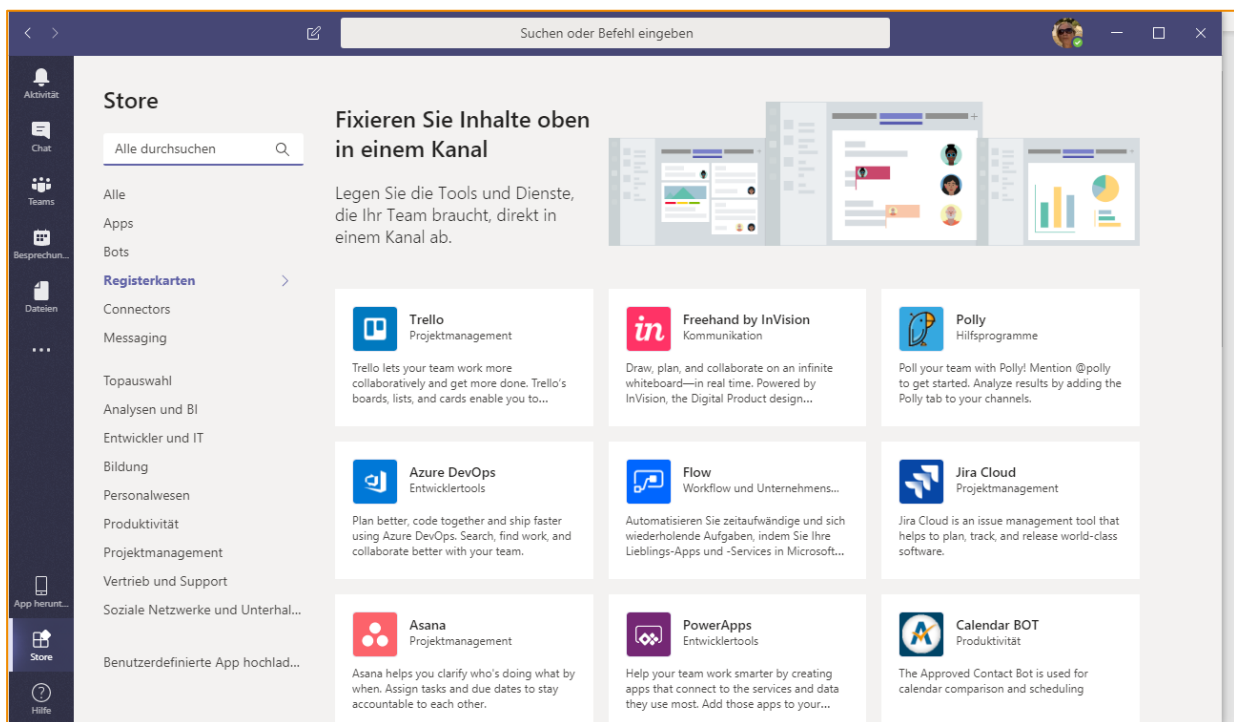 Suchen oder Befehl eingeben
Aktivität
Chat
Teams
Besprechun...
Dateien
App herunt...
Store
Hilfe
Store
Alle durchsuchen
Alle
Apps
Bots
Registerkarten
Connectors
Messaging
Topauswahl
Analysen und BI
Entwickler und IT
Bildung
Personalwesen
Produktivität
Projektmanagement
Vertrieb und Support
Soziale Netzwerke und Unterhal...
Benutzerdefinierte App hochlad...
Fixieren Sie Inhalte oben
in einem Kanal
Legen Sie die Tools und Dienste,
die Ihr Team braucht, direkt in
einem Kanal ab.
Trello
Projektmanagement
Trello lets your team work more
collaboratively and get more done. Trello's
boards, lists, and cards enable you to...
in
Freehand by InVision
Kommunikation
Draw, plan, and collaborate on an infinite
whiteboard—in real time. Powered by
InVision, the Digital Product design...
Polly
Hilfsprogramme
Poll your team with Polly! Mention @polly
to get started. Analyze results by adding the
Polly tab to your channels.
Azure DevOps
Entwicklertools
Plan better, code together and ship faster
using Azure DevOps. Search, find work, and
collaborate better with your team.
Flow
Workflow und Unternehmens...
Automatisieren Sie zeitaufwändige und sich
wiederholende Aufgaben, indem Sie Ihre
Lieblings-Apps und -Services in Microsoft...
Jira Cloud
Projektmanagement
Jira Cloud is an issue management tool that
helps to plan, track, and release world-class
software.
Asana
Projektmanagement
Asana helps you clarify who's doing what by
when. Assign tasks and due dates to stay
accountable to each other.
PowerApps
Entwicklertools
Help your team work smarter by creating
apps that connect to the services and data
they use most. Add those apps to your...
Calendar BOT
Produktivität
The Approved Contact Bot is used for
calendar comparison and scheduling